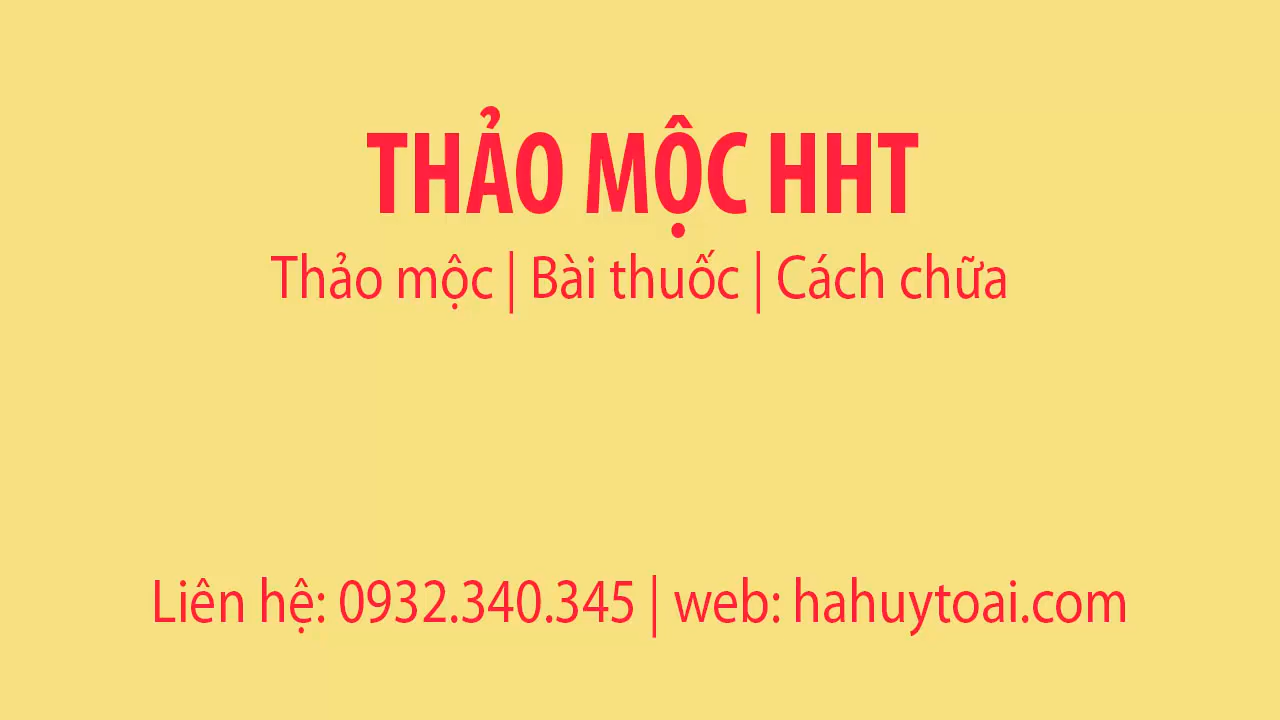 THẢO MỘC HHT
Thảo mộc | Bài thuốc | Cách chữa
Liên hệ: 0932.340.345 | web: hahuytoai.com